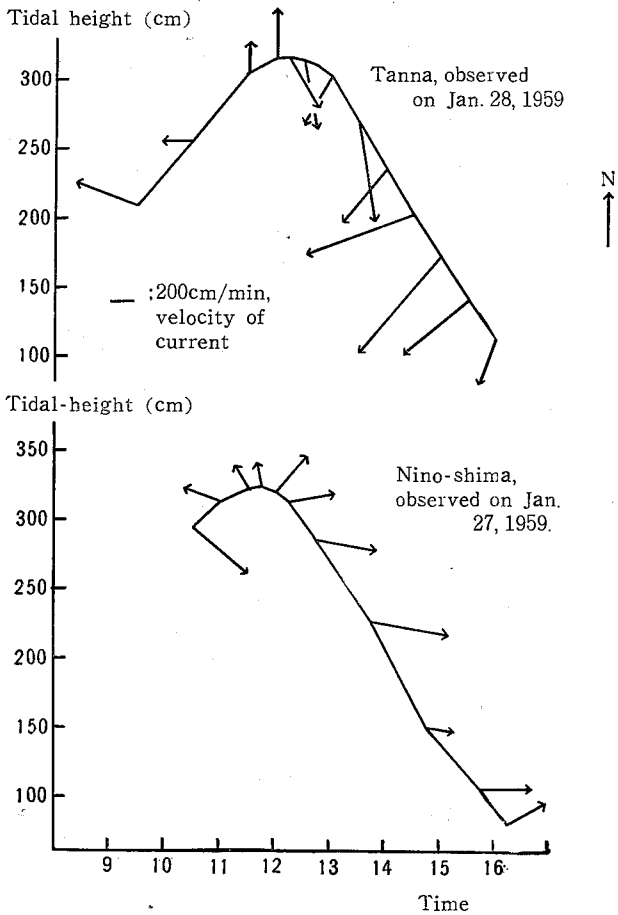 Tidal height (cm)
300
250
200
150
100
Tanna, observed
on Jan. 28, 1959
N
:200cm/min,
velocity of
current
Tidal-height (cm)
350
300
250
200
150
100
Nino-shima,
observed on Jan.
27, 1959.
9 10 11 12 13 14 15 16
Time